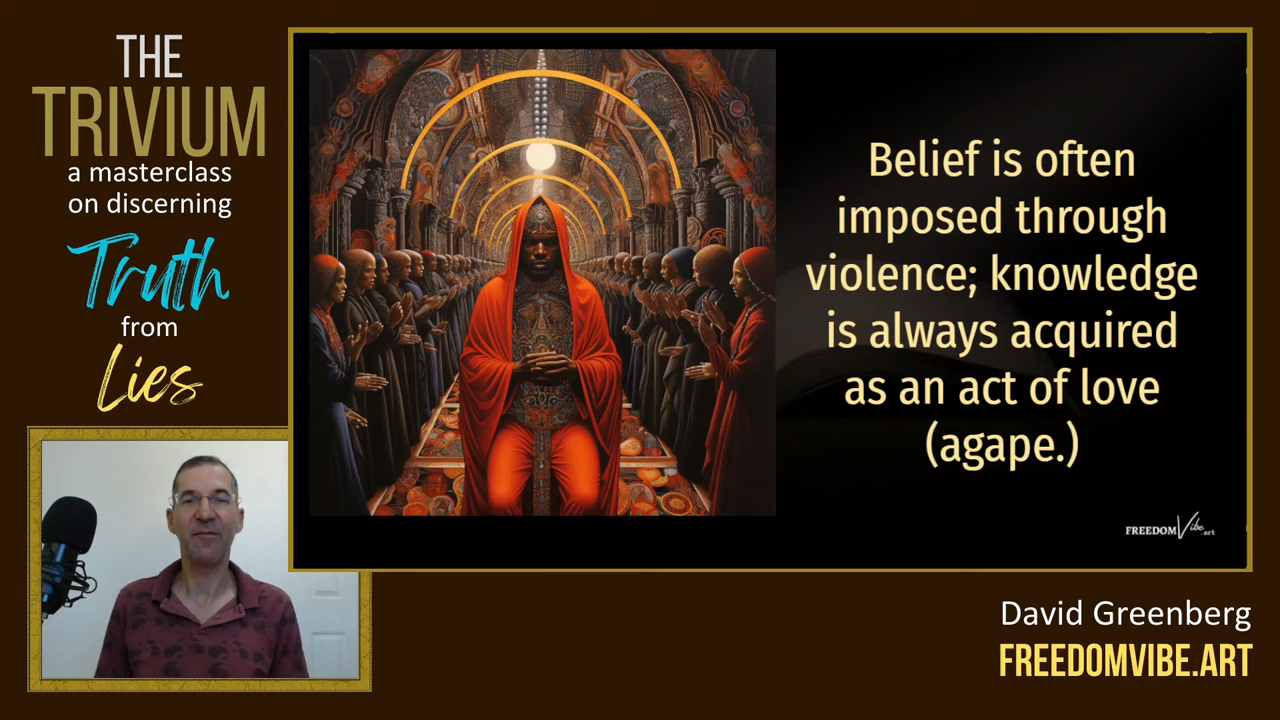 THE
TRIVIUM
a masterclass
on discerning
Truth
from
Lies
Belief is often
imposed through
violence; knowledge
is always acquired
as an act of love
(agape.)
FREEDOMVibe.art
David Greenberg
FREEDOMVIBE.ART